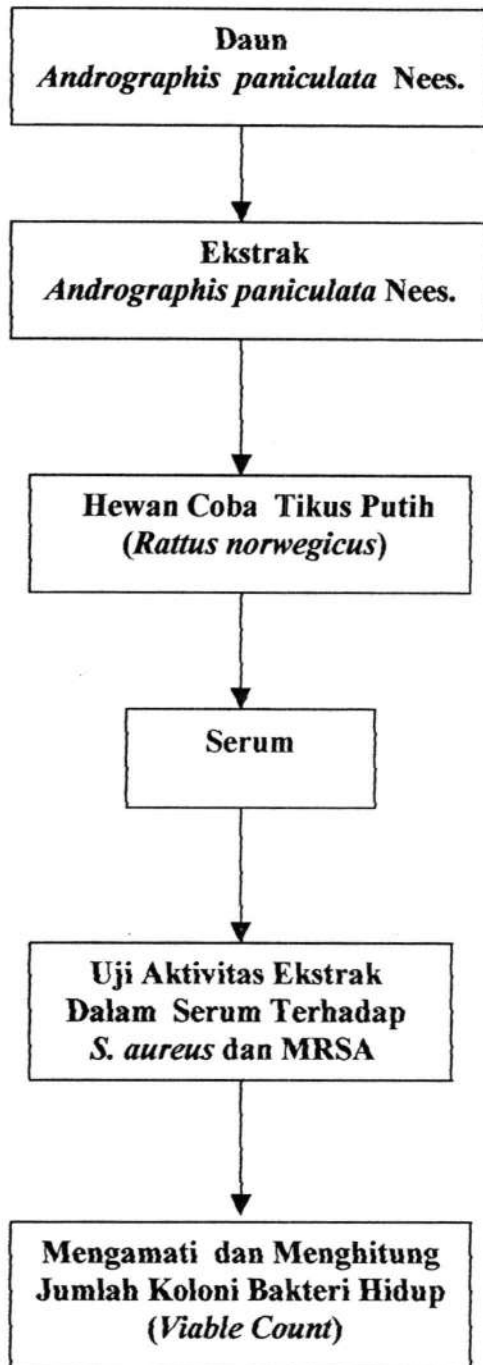 Daun
Andrographis paniculata Nees.
Ekstrak
Andrographis paniculata Nees.
Hewan Coba Tikus Putih
(Rattus norwegicus)
Serum
Uji Aktivitas Ekstrak
Dalam Serum Terhadap
S. aureus dan MRSA
Mengamati dan Menghitung
Jumlah Koloni Bakteri Hidup
(Viable Count)